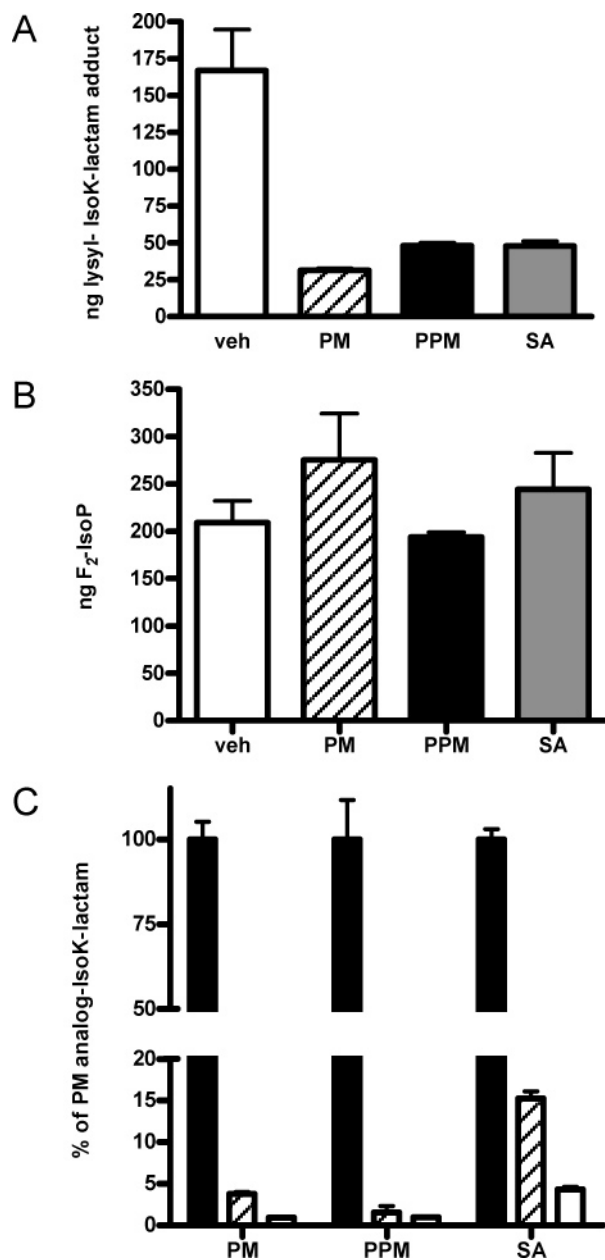 A
ng lysyl- IsoK-lactam adduct
200
175
150
125
100
75
50
25
0
veh PM PPM SA
B
ng F2-IsoP
350
300
250
200
150
100
50
0
veh PM PPM SA
C
% of PM analog-IsoK-lactam
100
75
50
20
15
10
5
0
PM PPM SA